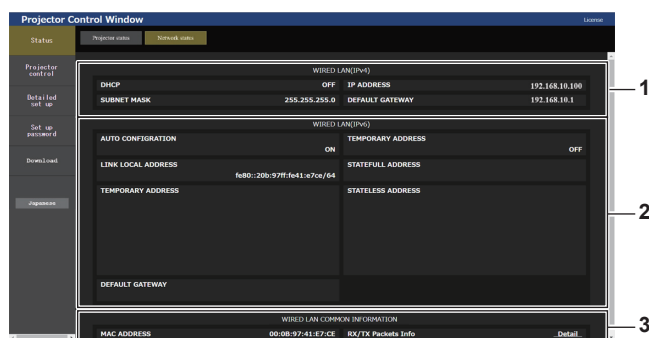 Projector Control Window
License
Status
Projector status
Network status
Projector control
Detailed set up
Set up password
Download
Japanese
WIRED LAN(IPv4)
DHCP OFF IP ADDRESS 192.168.10.100
SUBNET MASK 255.255.255.0 DEFAULT GATEWAY 192.168.10.1
1
WIRED LAN(IPv6)
AUTO CONFIGRATION TEMPORARY ADDRESS
ON OFF
LINK LOCAL ADDRESS STATEFULL ADDRESS
fe80::20b:97ff:fe41:e7ce/64
TEMPORARY ADDRESS STATELESS ADDRESS
2
DEFAULT GATEWAY
WIRED LAN COMMON INFORMATION
3
MAC ADDRESS 00:0B:97:41:E7:CE RX/TX Packets Info Detail